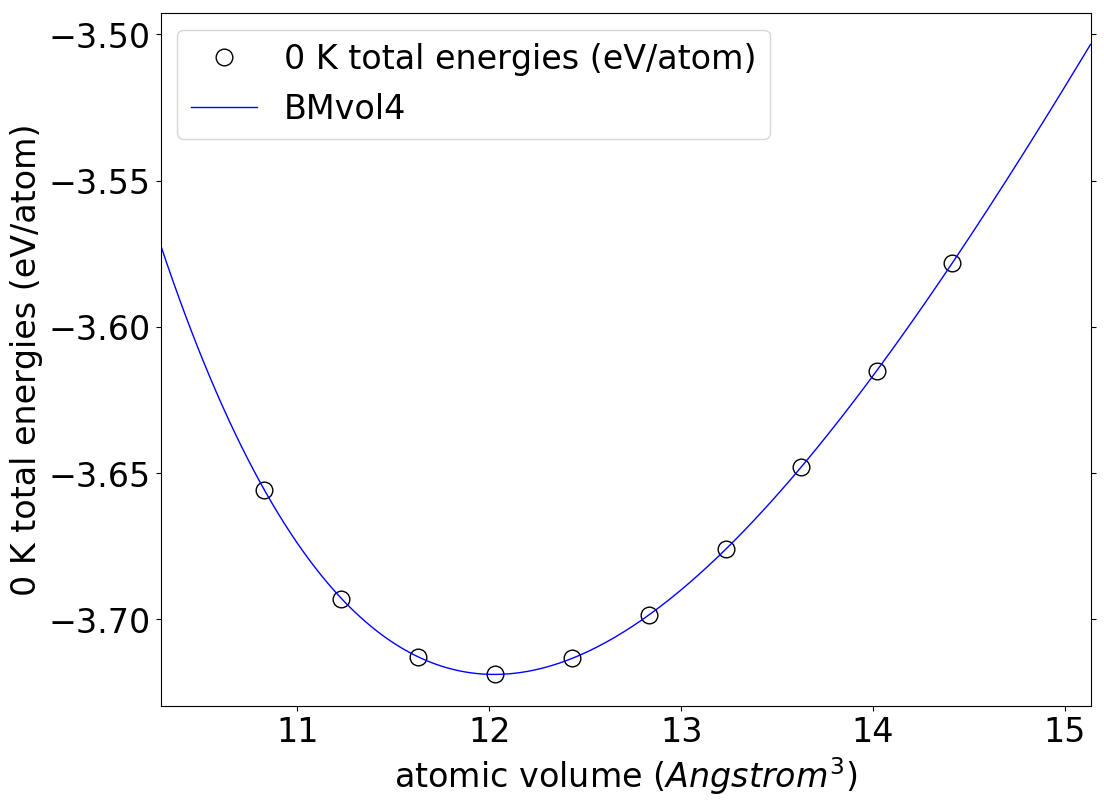 0 K total energies (eV/atom)
BMvol4
0 K total energies (eV/atom)
−3.50
−3.55
−3.60
−3.65
−3.70
11 12 13 14 15
atomic volume (Angstrom³)